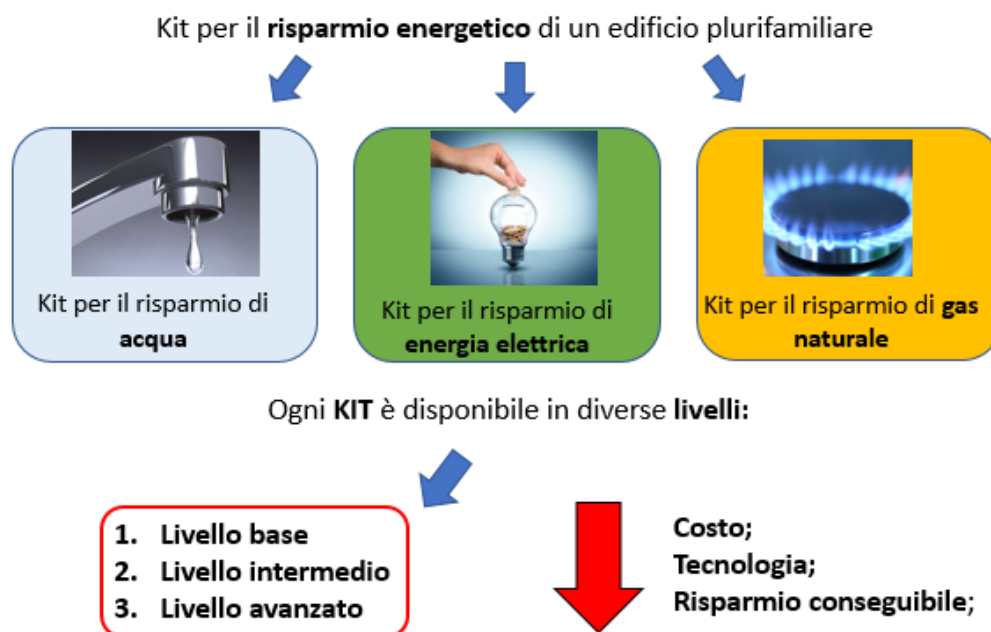 Kit per il risparmio energetico di un edificio plurifamiliare
Kit per il risparmio di
acqua
Kit per il risparmio di
energia elettrica
Kit per il risparmio di gas
naturale
Ogni KIT è disponibile in diverse livelli:
1. Livello base
2. Livello intermedio
3. Livello avanzato
Costo;
Tecnologia;
Risparmio conseguibile;